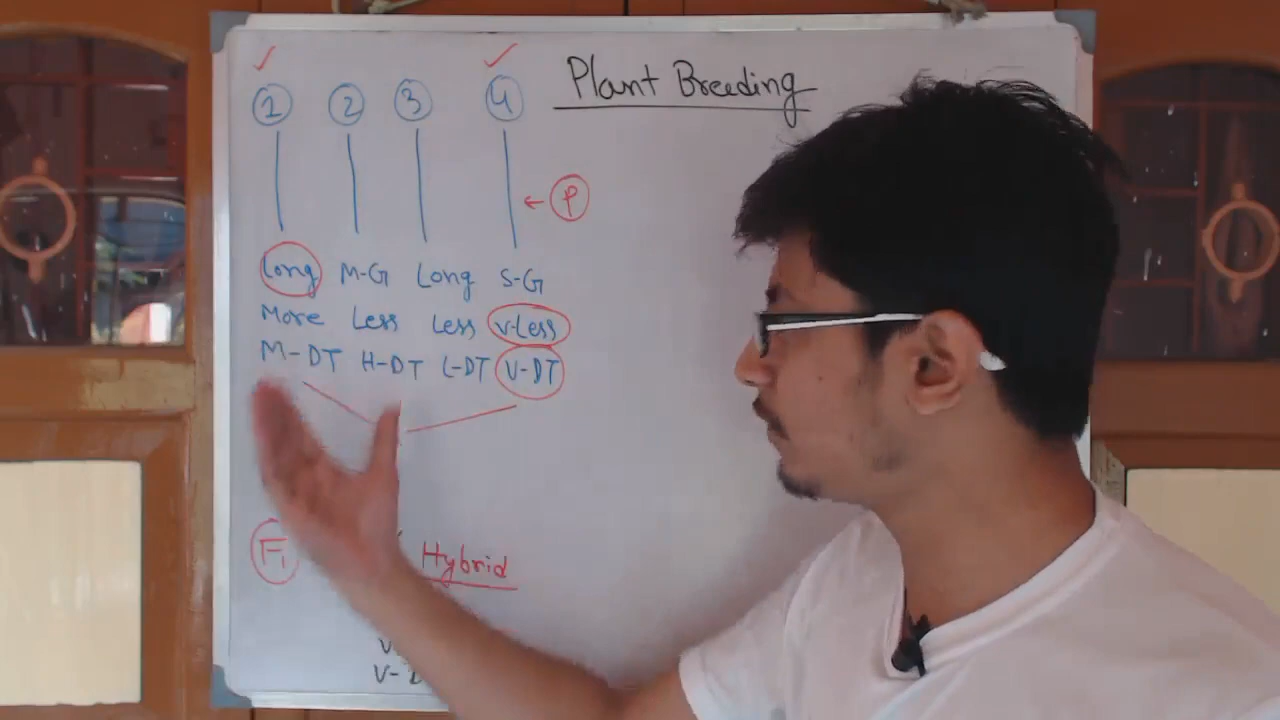 Plant Breeding
1 2 3 4
P
Long M-G Long S-G
More Less Less V-Less
M-DT H-DT L-DT V-DT
F1 Hybrid
V-